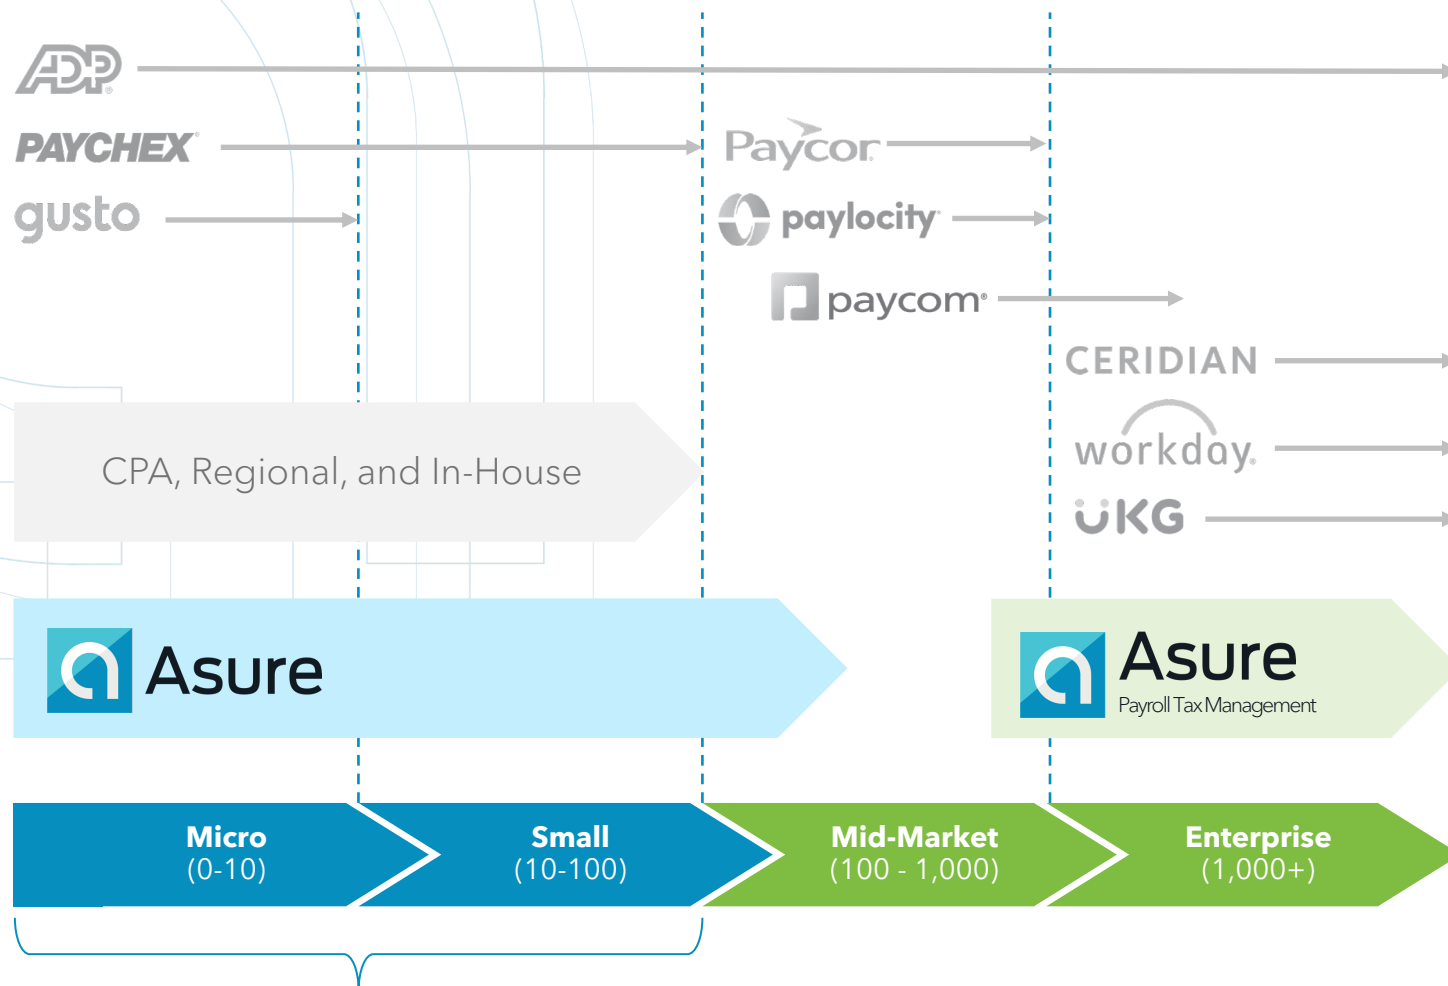 ADP®
PAYCHEX®
Paycor®
gusto
paylocity®
paycom®
CERIDIAN
workday®
UKG
CPA, Regional, and In-House
Asure
Asure
Payroll Tax Management
Micro
(0-10)
Small
(10-100)
Mid-Market
(100 - 1,000)
Enterprise
(1,000+)